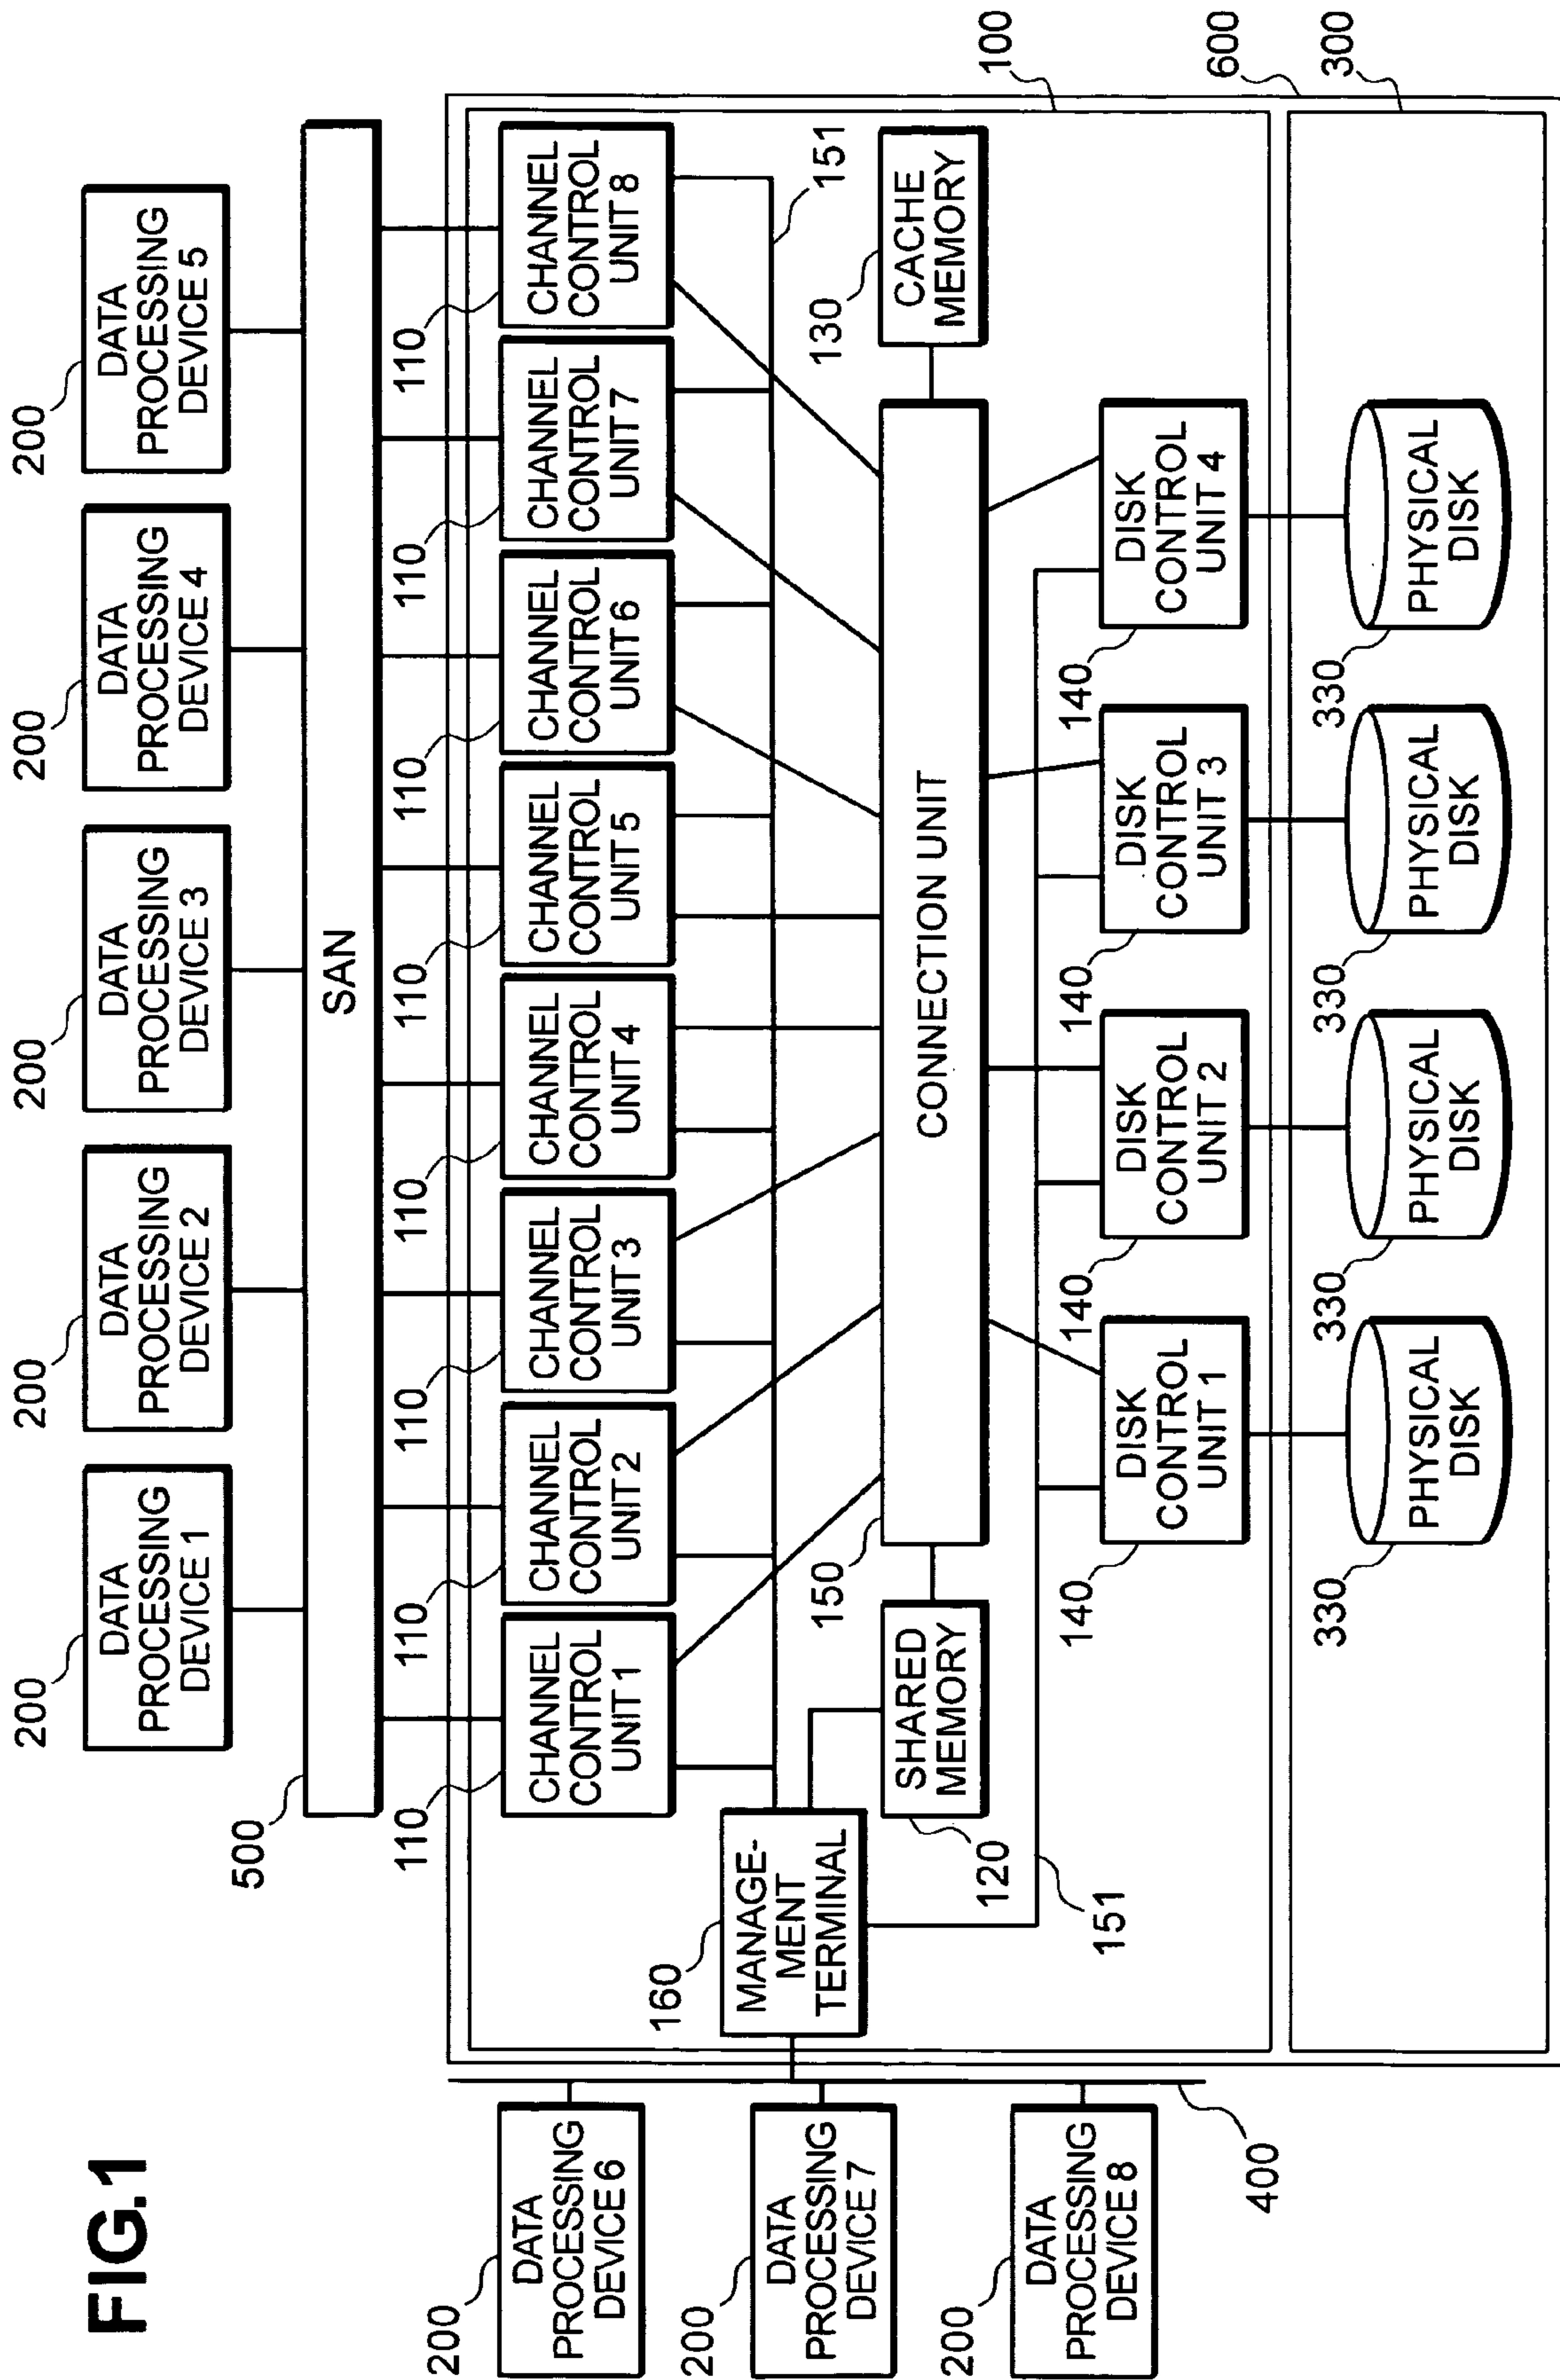 FIG.1
200
200
200
200
200
DATA
PROCESSING
DEVICE 1
DATA
PROCESSING
DEVICE 2
DATA
PROCESSING
DEVICE 3
DATA
PROCESSING
DEVICE 4
DATA
PROCESSING
DEVICE 5
500
SAN
110
110
110
110
110
110
110
110
CHANNEL
CONTROL
UNIT 1
CHANNEL
CONTROL
UNIT 2
CHANNEL
CONTROL
UNIT 3
CHANNEL
CONTROL
UNIT 4
CHANNEL
CONTROL
UNIT 5
CHANNEL
CONTROL
UNIT 6
CHANNEL
CONTROL
UNIT 7
CHANNEL
CONTROL
UNIT 8
200
DATA
PROCESSING
DEVICE 6
200
DATA
PROCESSING
DEVICE 7
200
DATA
PROCESSING
DEVICE 8
400
160
MANAGE-
MENT
TERMINAL
151
120
SHARED
MEMORY
150
CONNECTION UNIT
130
CACHE
MEMORY
151
100
600
300
140
DISK
CONTROL
UNIT 1
140
DISK
CONTROL
UNIT 2
140
DISK
CONTROL
UNIT 3
140
DISK
CONTROL
UNIT 4
330
PHYSICAL
DISK
330
PHYSICAL
DISK
330
PHYSICAL
DISK
330
PHYSICAL
DISK